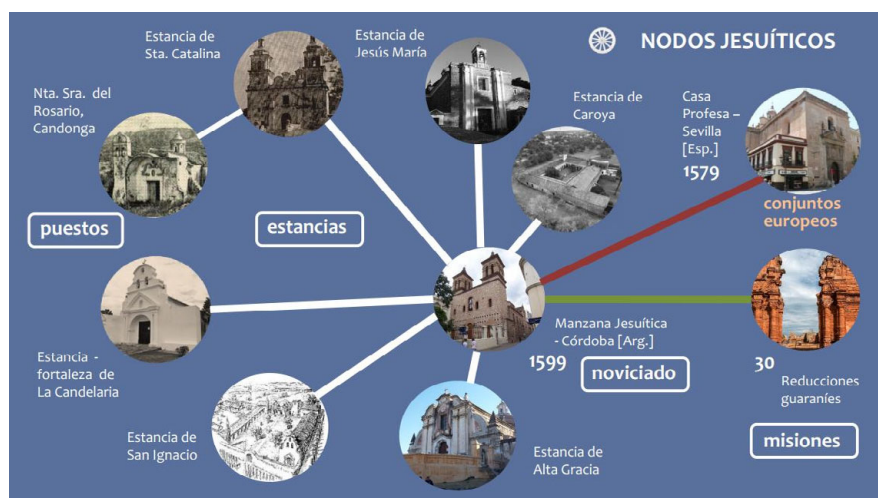 NODOS JESUÍTICOS
Estancia de
Sta. Catalina
Estancia de
Jesús María
Nta. Sra. del
Rosario,
Candonga
Estancia de
Caroya
Casa
Profesa –
Sevilla
[Esp.]
1579
conjuntos
europeos
puestos
estancias
Estancia -
fortaleza de
La Candelaria
Manzana Jesuítica
- Córdoba [Arg.]
1599
noviciado
30
Reducciones
guaraníes
misiones
Estancia de
San Ignacio
Estancia de
Alta Gracia